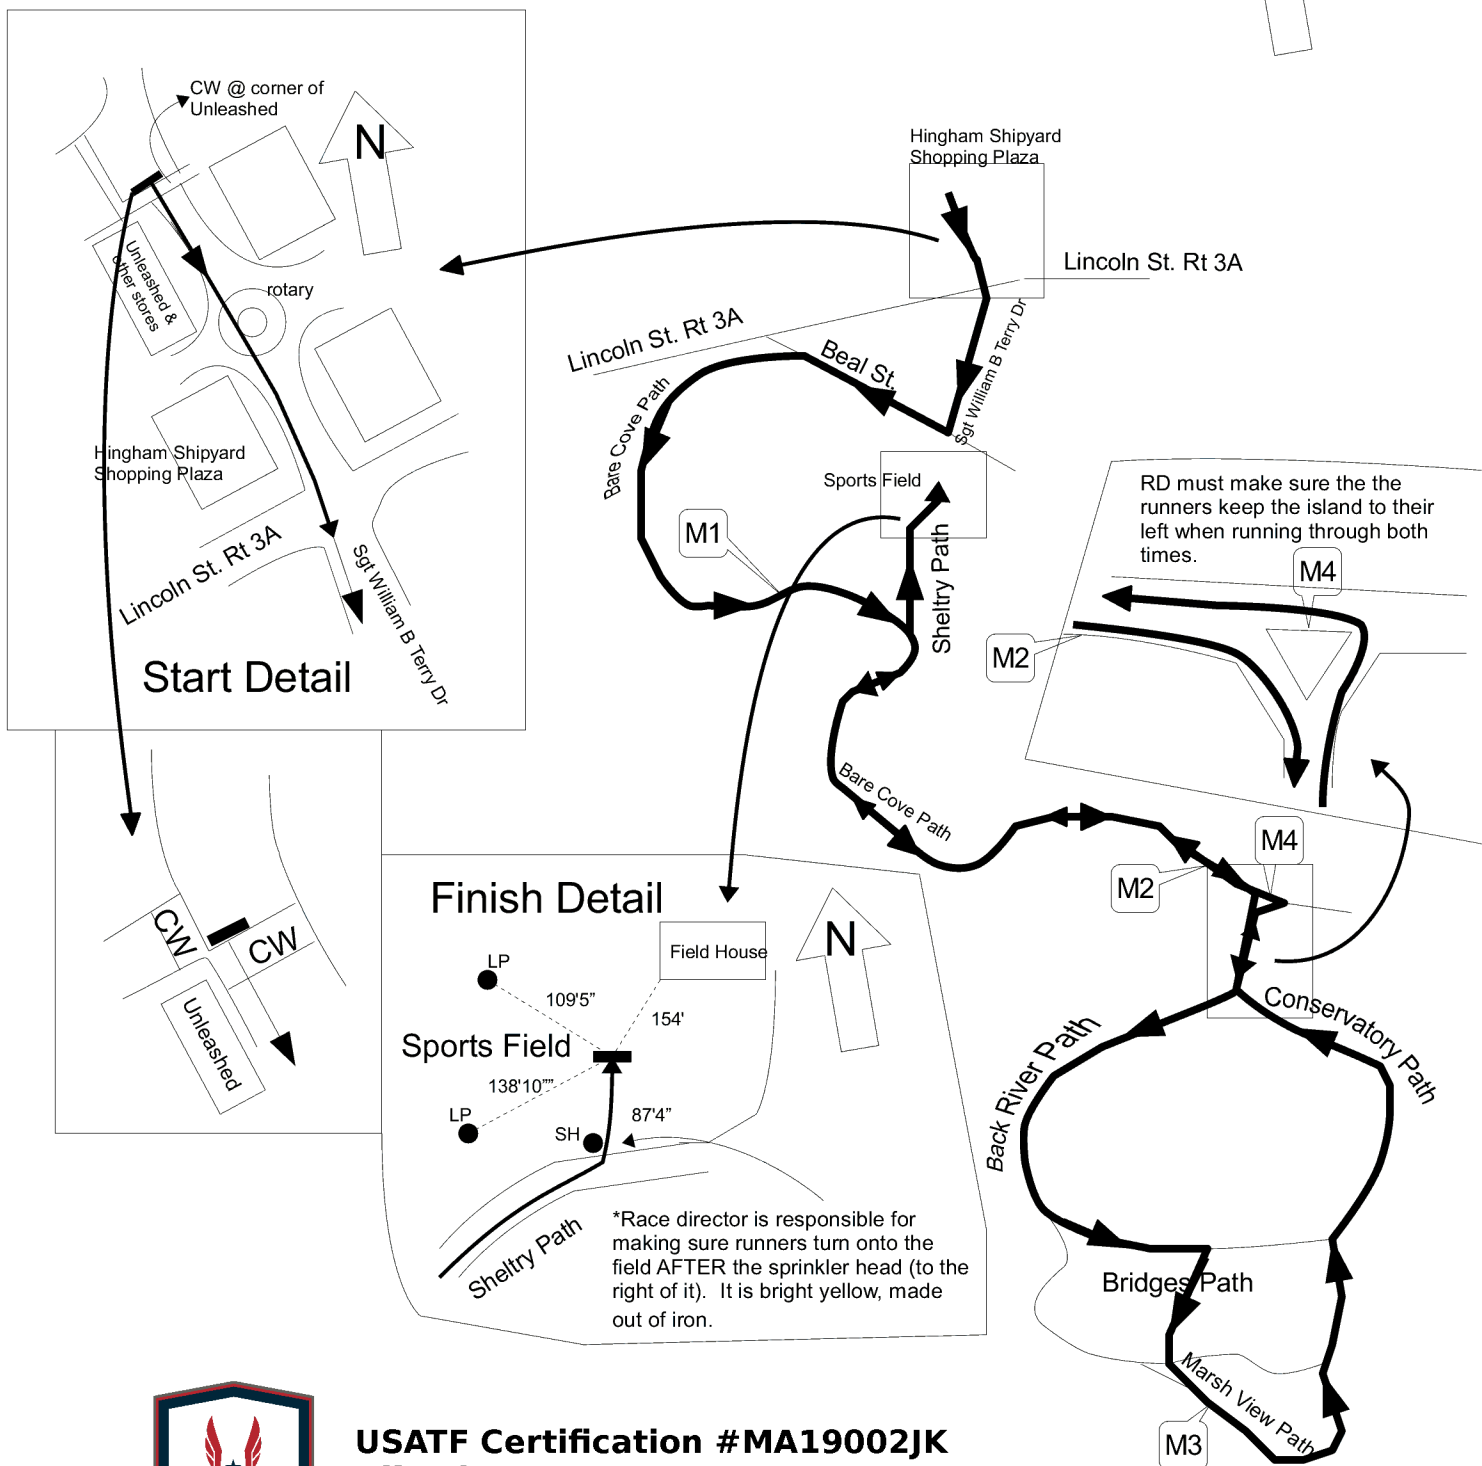 CW @ corner of
Unleashed
N
Unleashed &
other stores
rotary
Hingham Shipyard
Shopping Plaza
Lincoln St. Rt 3A
Sgt William B Terry Dr
Start Detail
CW
CW
Unleashed
Hingham Shipyard
Shopping Plaza
Lincoln St. Rt 3A
Lincoln St. Rt 3A
Sgt William B Terry Dr
Beal St.
Bare Cove Path
Sports Field
M1
Sheltry Path
Bare Cove Path
RD must make sure the the
runners keep the island to their
left when running through both
times.
M4
M2
M4
M2
Conservatory Path
Back River Path
Bridges Path
Marsh View Path
M3
Finish Detail
N
Field House
LP
109'5”
154'
Sports Field
138'10””
LP
87'4”
SH
Sheltry Path
*Race director is responsible for
making sure runners turn onto the
field AFTER the sprinkler head (to the
right of it).  It is bright yellow, made
out of iron.
USATF Certification #MA19002JK